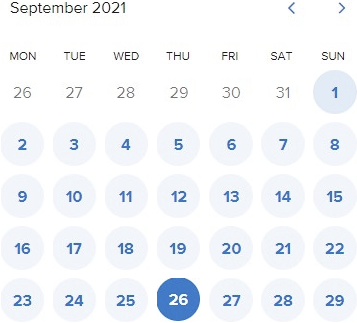 September 2021
MON TUE WED THU FRI SAT SUN
26 27 28 29 30 31 1
2 3 4 5 6 7 8
9 10 11 12 13 14 15
16 17 18 19 20 21 22
23 24 25 26 27 28 29